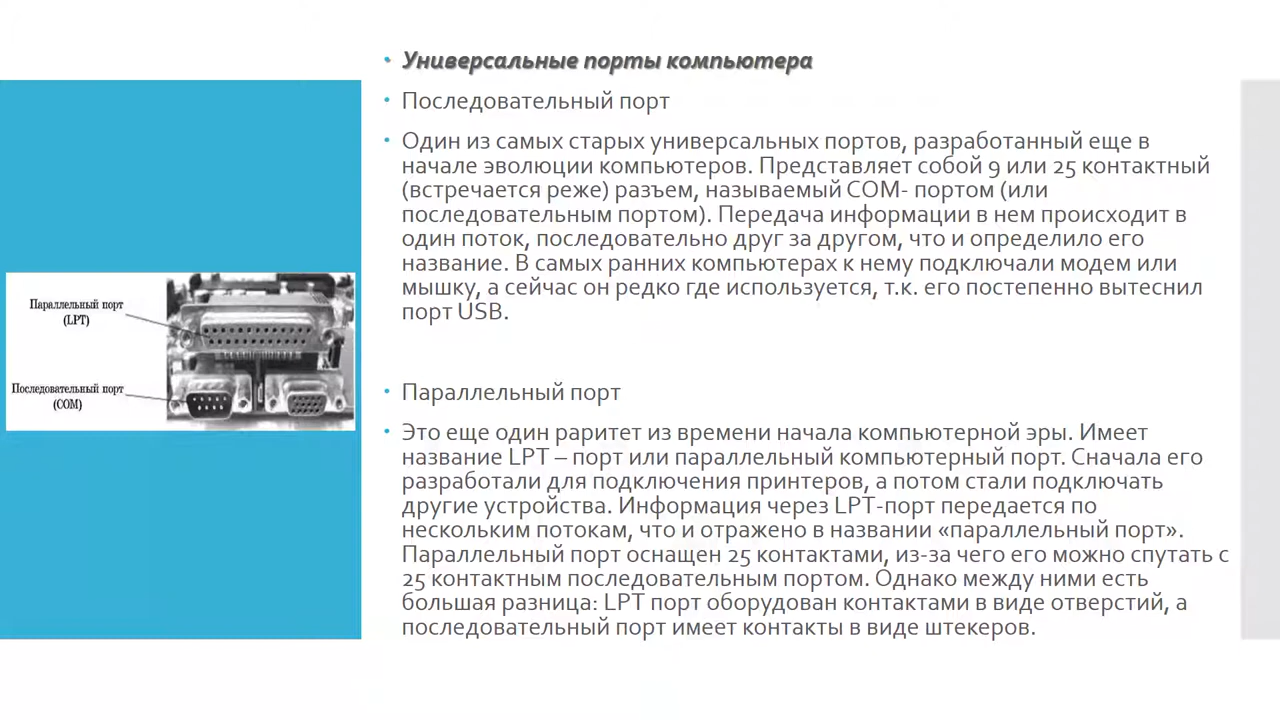 Универсальные порты компьютера
Последовательный порт
Один из самых старых универсальных портов, разработанный еще в
начале эволюции компьютеров. Представляет собой 9 или 25 контактный
(встречается реже) разъем, называемый COM- портом (или
последовательным портом). Передача информации в нем происходит в
один поток, последовательно друг за другом, что и определило его
название. В самых ранних компьютерах к нему подключали модем или
мышку, а сейчас он редко где используется, т.к. его постепенно вытеснил
порт USB.
Параллельный порт
(LPT)
Последовательный порт
(COM)
Параллельный порт
Это еще один раритет из времени начала компьютерной эры. Имеет
название LPT – порт или параллельный компьютерный порт. Сначала его
разработали для подключения принтеров, а потом стали подключать
другие устройства. Информация через LPT-порт передается по
нескольким потокам, что и отражено в названии «параллельный порт».
Параллельный порт оснащен 25 контактами, из-за чего его можно спутать с
25 контактным последовательным портом. Однако между ними есть
большая разница: LPT порт оборудован контактами в виде отверстий, а
последовательный порт имеет контакты в виде штекеров.